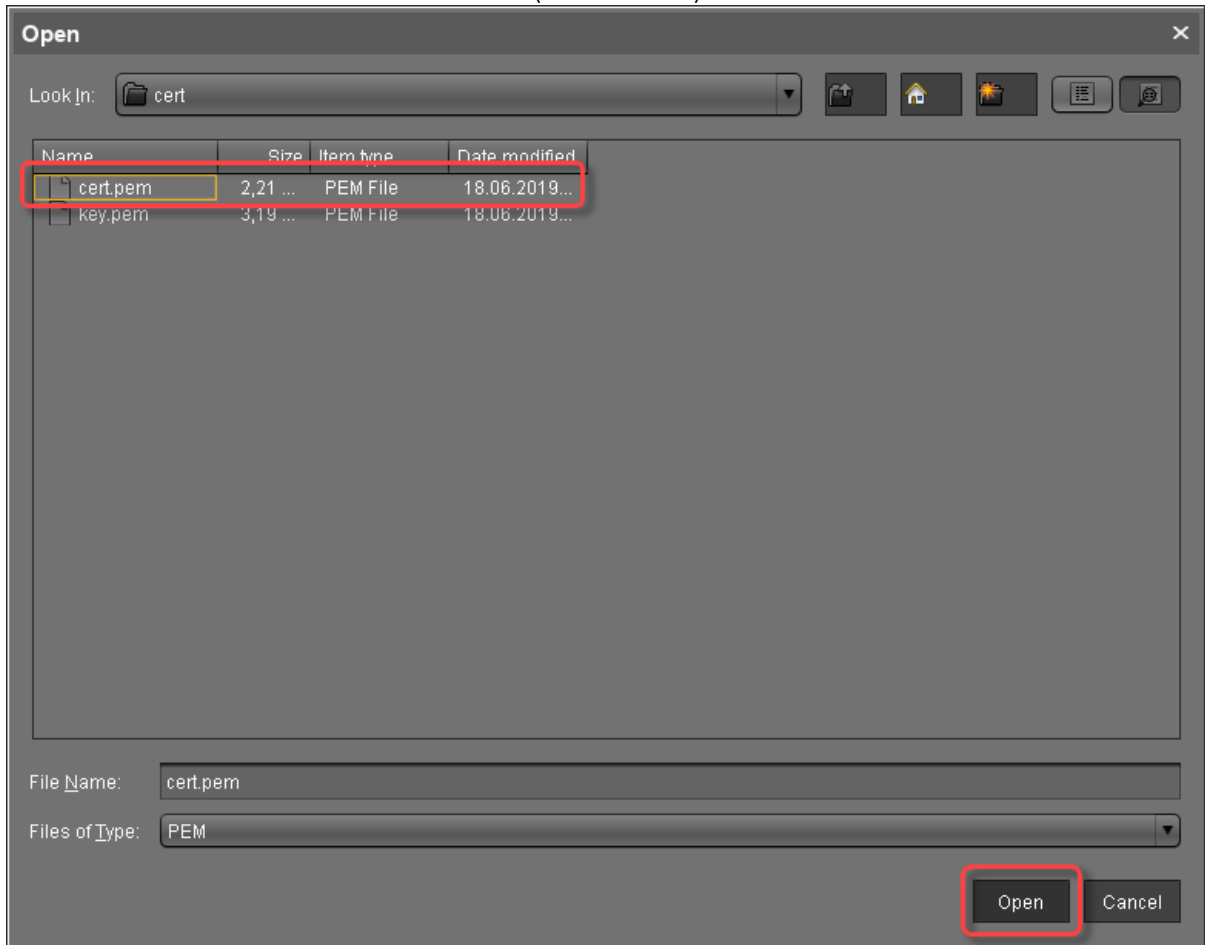 Open
Look In: cert
Name Size Item type Date modified
cert.pem 2,21 ... PEM File 18.06.2019...
key.pem 3,19 ... PEM File 18.06.2019...
File Name: cert.pem
Files of Type: PEM
Open Cancel